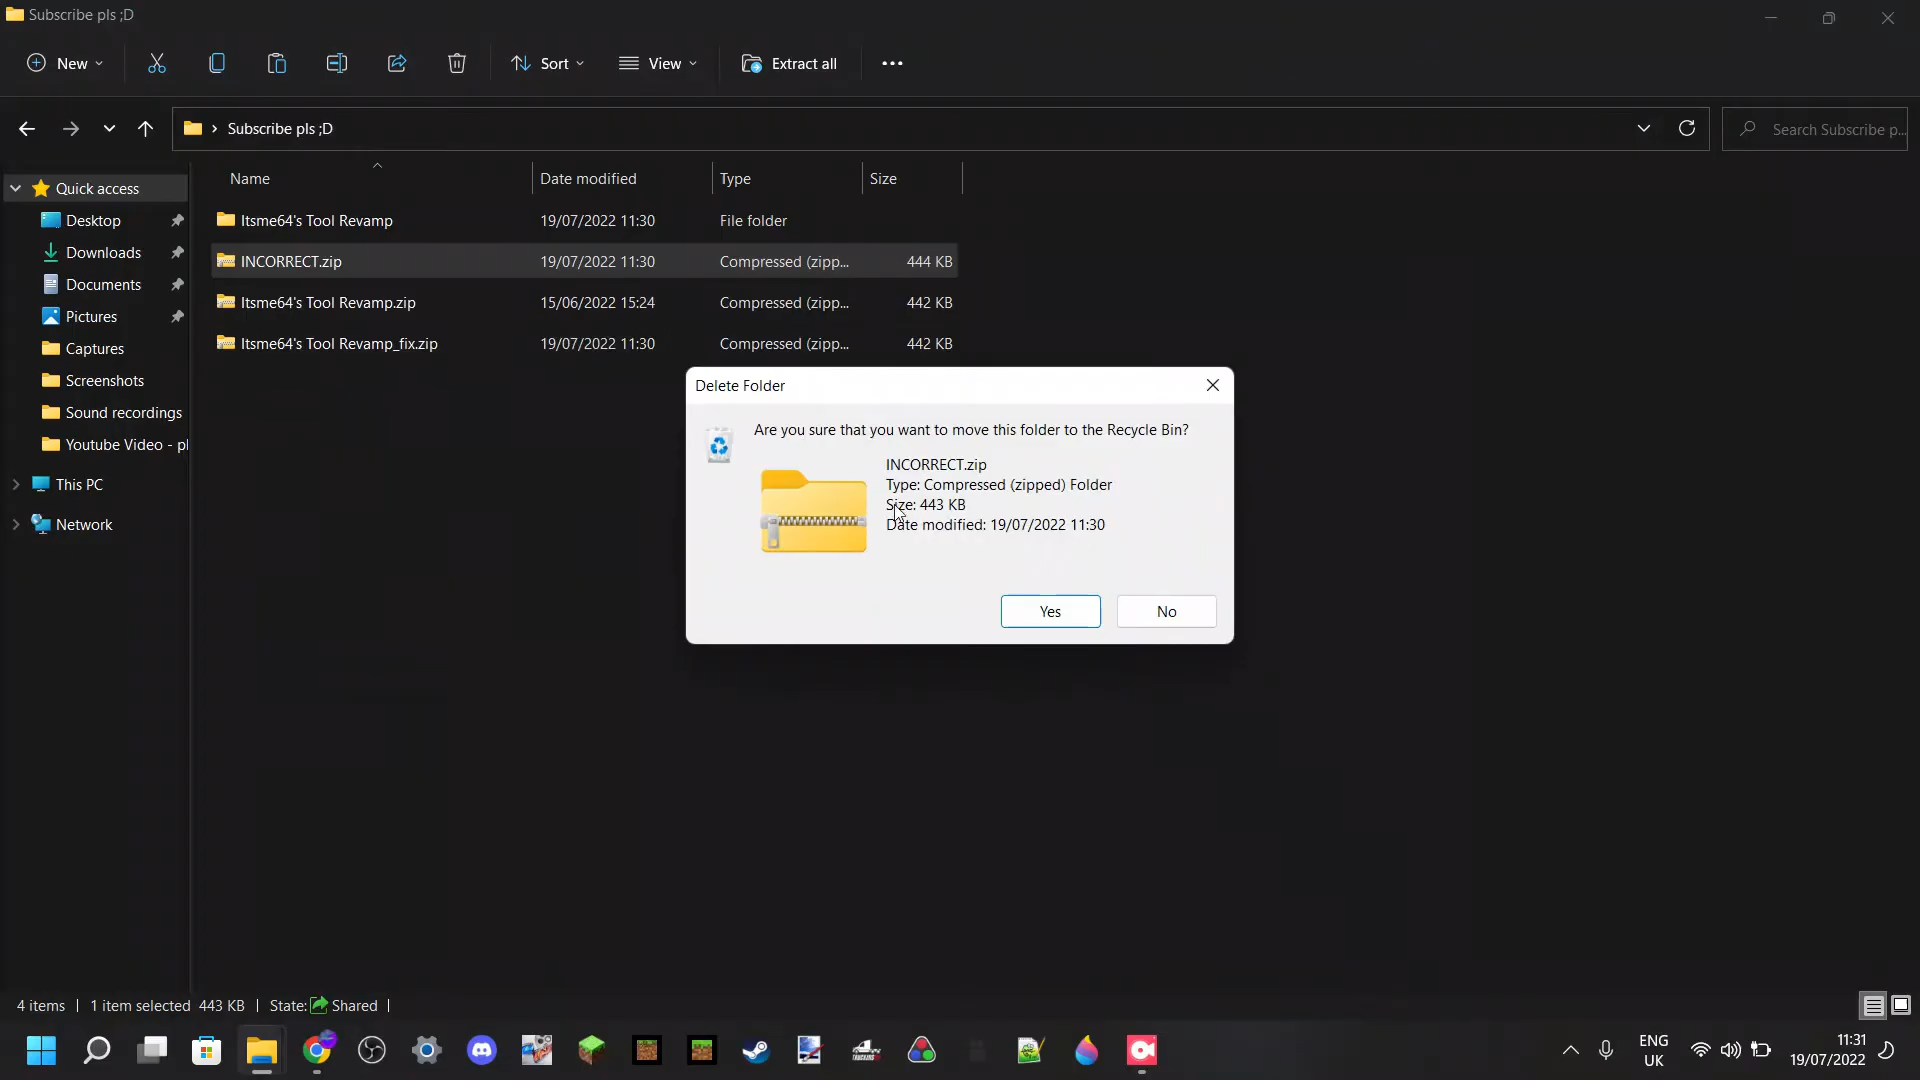 Subscribe pls ;D
New
Sort
View
Extract all
Subscribe pls ;D
Search Subscribe p...
Name
Date modified
Type
Size
Quick access
Desktop
Downloads
Documents
Pictures
Captures
Screenshots
Sound recordings
Youtube Video - pl
This PC
Network
Itsme64's Tool Revamp 19/07/2022 11:30 File folder
INCORRECT.zip 19/07/2022 11:30 Compressed (zipp... 444 KB
Itsme64's Tool Revamp.zip 15/06/2022 15:24 Compressed (zipp... 442 KB
Itsme64's Tool Revamp_fix.zip 19/07/2022 11:30 Compressed (zipp... 442 KB
Delete Folder
Are you sure that you want to move this folder to the Recycle Bin?
INCORRECT.zip
Type: Compressed (zipped) Folder
Size: 443 KB
Date modified: 19/07/2022 11:30
Yes
No
4 items
1 item selected 443 KB
State: Shared
ENG
UK
11:31
19/07/2022